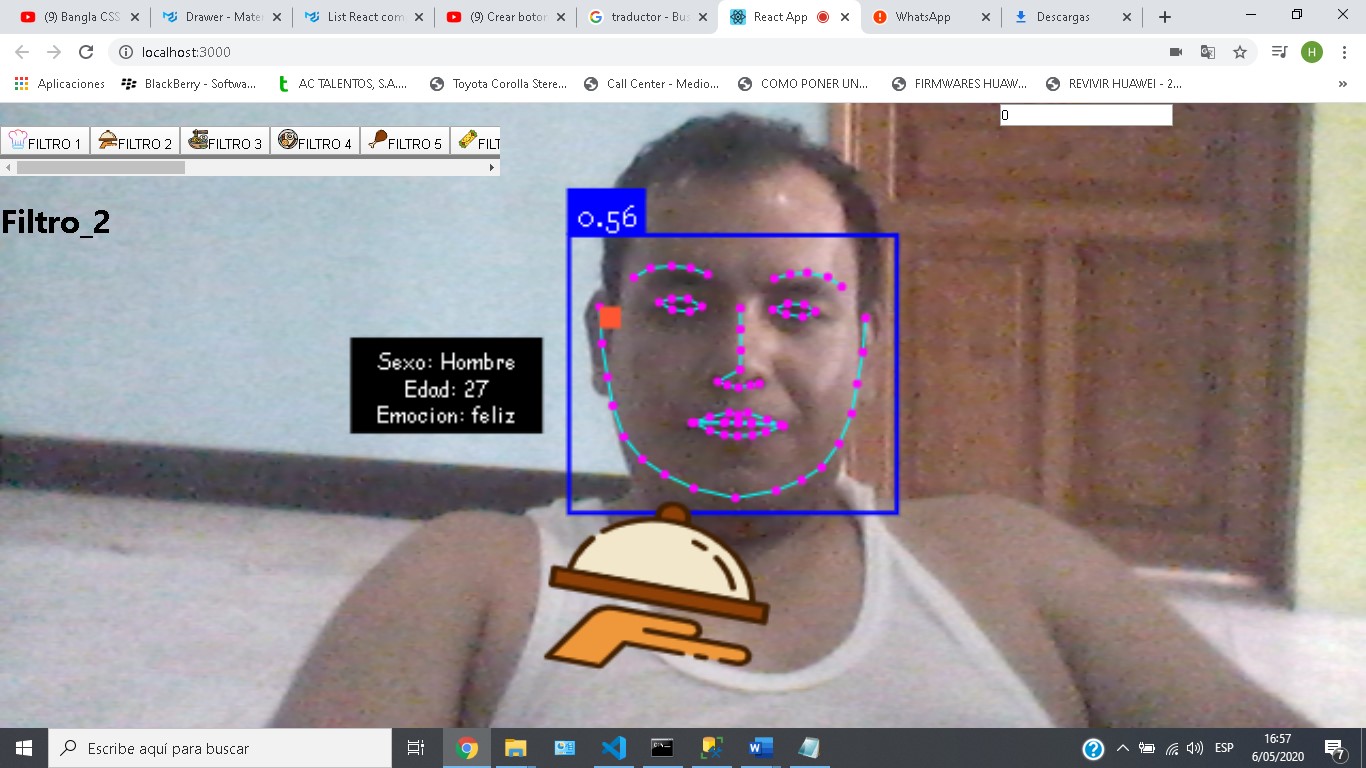 (9) Bangla CSS
Drawer - Mate
List React com
(9) Crear botor
traductor - Bu
React App
WhatsApp
Descargas
localhost:3000
H
Aplicaciones
BlackBerry - Softwa...
AC TALENTOS, S.A....
Toyota Corolla Stere...
Call Center - Medio...
COMO PONER UN...
FIRMWARES HUAW...
REVIVIR HUAWEI - 2...
0
FILTRO 1
FILTRO 2
FILTRO 3
FILTRO 4
FILTRO 5
FILT
Filtro_2
0.56
Sexo: Hombre
Edad: 27
Emocion: feliz
Escribe aquí para buscar
ESP
16:57
6/05/2020
7